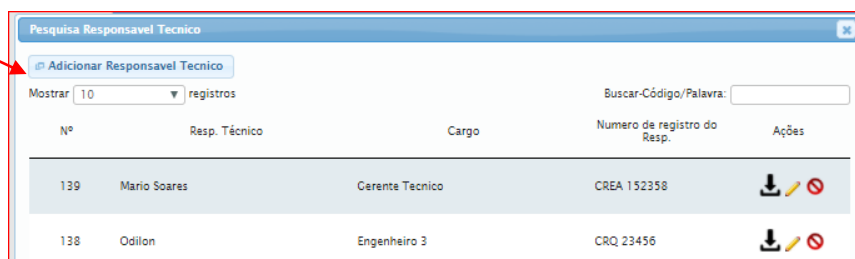 Pesquisa Responsavel Tecnico
Adicionar Responsavel Tecnico
Mostrar 10 registros Buscar-Código/Palavra:
Nº Resp. Técnico Cargo Numero de registro do Resp. Ações
139 Mario Soares Gerente Tecnico CREA 152358
138 Odilon Engenheiro 3 CRQ 23456